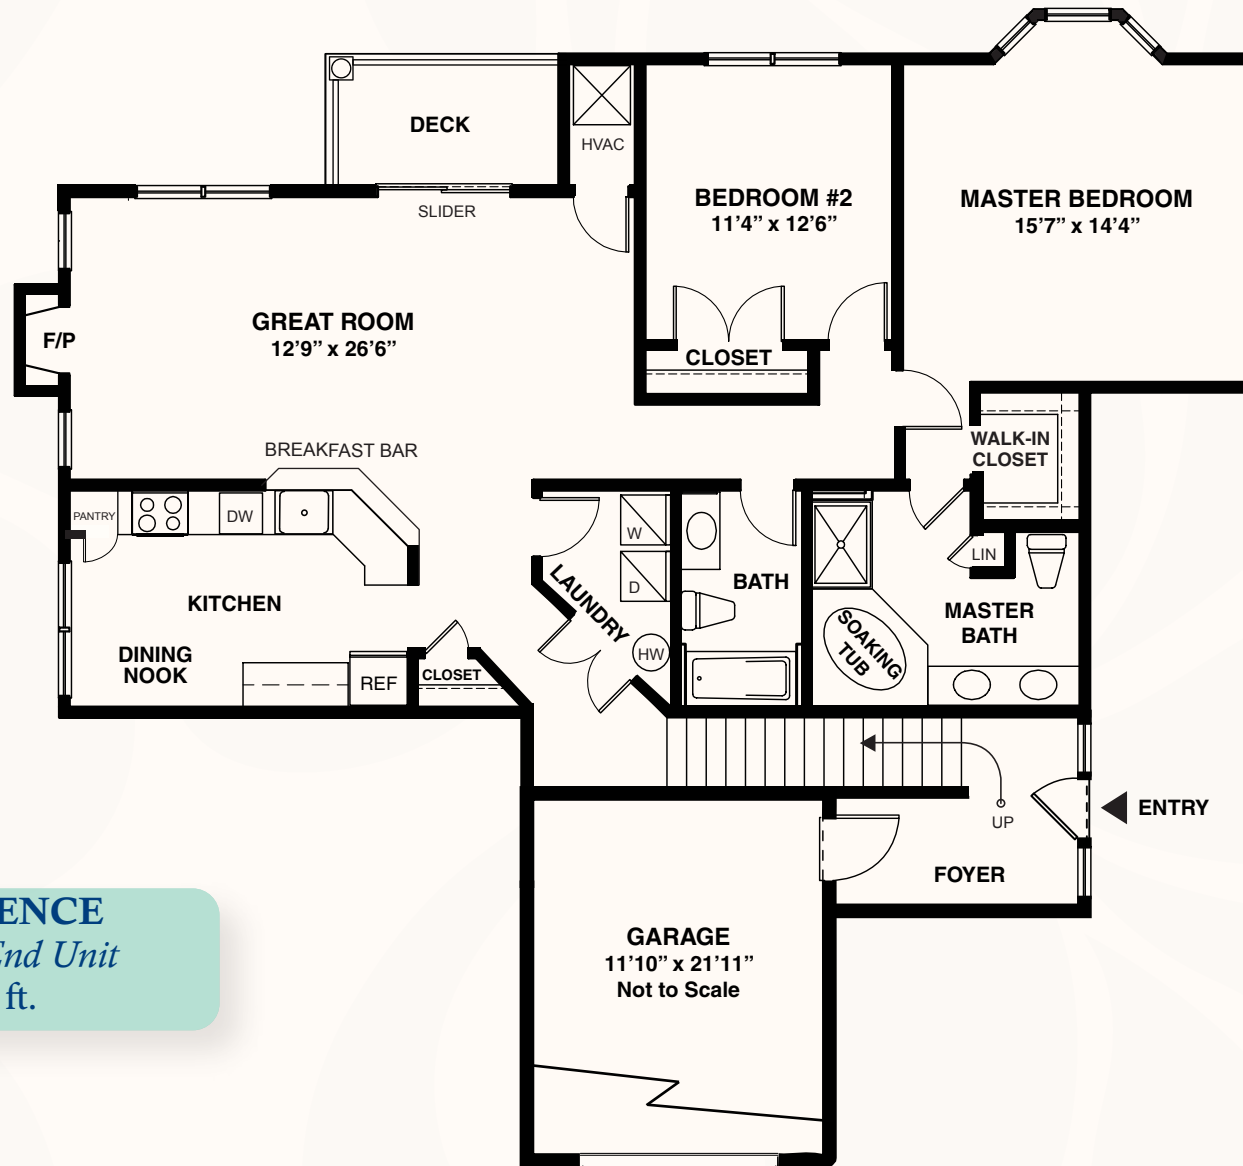 DECK
HVAC
SLIDER
BEDROOM #2
11’4” x 12’6”
MASTER BEDROOM
15’7” x 14’4”
GREAT ROOM
12’9” x 26’6”
F/P
CLOSET
BREAKFAST BAR
WALK-IN
CLOSET
PANTRY
DW
W
D
LAUNDRY
HW
BATH
LIN
MASTER
BATH
SOAKING
TUB
KITCHEN
DINING
NOOK
REF
CLOSET
UP
ENTRY
FOYER
GARAGE
11’10” x 21’11”
Not to Scale
ENCE
End Unit
ft.